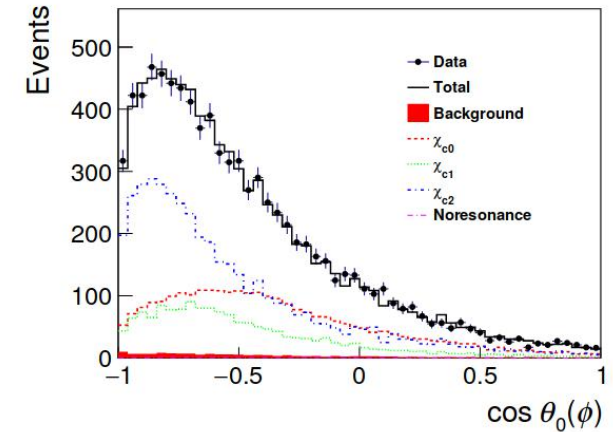 Events
500
400
300
200
100
0
Data
Total
Background
χc0
χc1
χc2
Noresonance
−1 −0.5 0 0.5 1
cos θ0(φ)